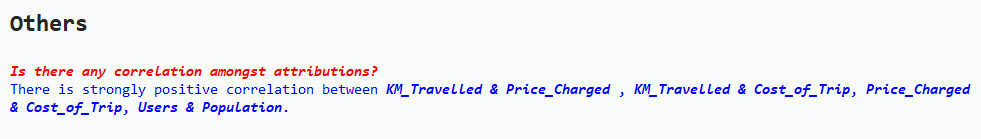 Others
Is there any correlation amongst attributions?
There is strongly positive correlation between KM_Travelled & Price_Charged , KM_Travelled & Cost_of_Trip, Price_Charged
& Cost_of_Trip, Users & Population.